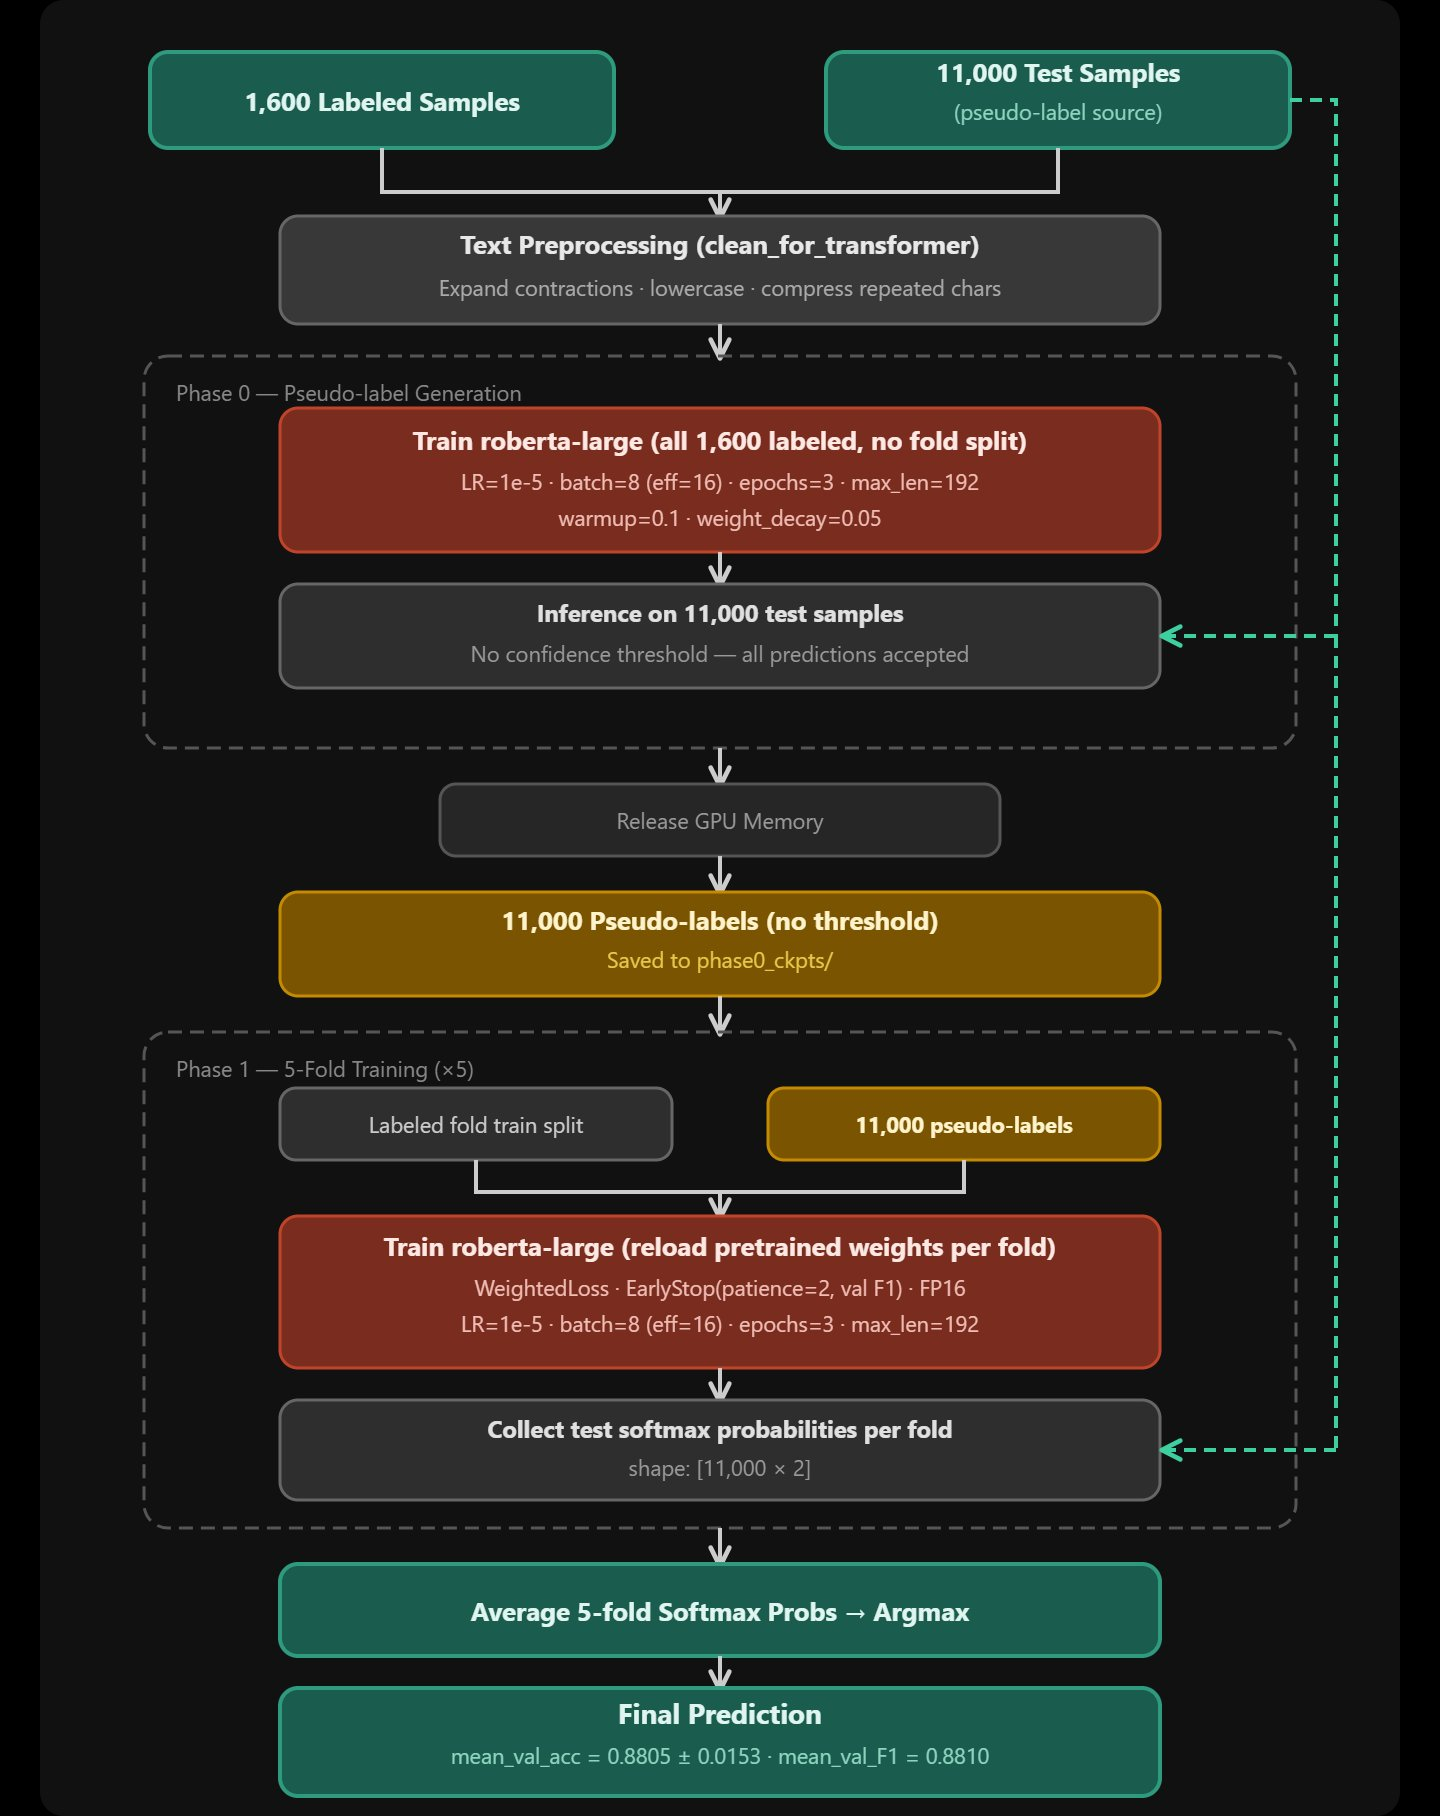 1,600 Labeled Samples
11,000 Test Samples
(pseudo-label source)
Text Preprocessing (clean_for_transformer)
Expand contractions · lowercase · compress repeated chars
Phase 0 — Pseudo-label Generation
Train roberta-large (all 1,600 labeled, no fold split)
LR=1e-5 · batch=8 (eff=16) · epochs=3 · max_len=192
warmup=0.1 · weight_decay=0.05
Inference on 11,000 test samples
No confidence threshold — all predictions accepted
Release GPU Memory
11,000 Pseudo-labels (no threshold)
Saved to phase0_ckpts/
Phase 1 — 5-Fold Training (×5)
Labeled fold train split
11,000 pseudo-labels
Train roberta-large (reload pretrained weights per fold)
WeightedLoss · EarlyStop(patience=2, val F1) · FP16
LR=1e-5 · batch=8 (eff=16) · epochs=3 · max_len=192
Collect test softmax probabilities per fold
shape: [11,000 × 2]
Average 5-fold Softmax Probs → Argmax
Final Prediction
mean_val_acc = 0.8805 ± 0.0153 · mean_val_F1 = 0.8810